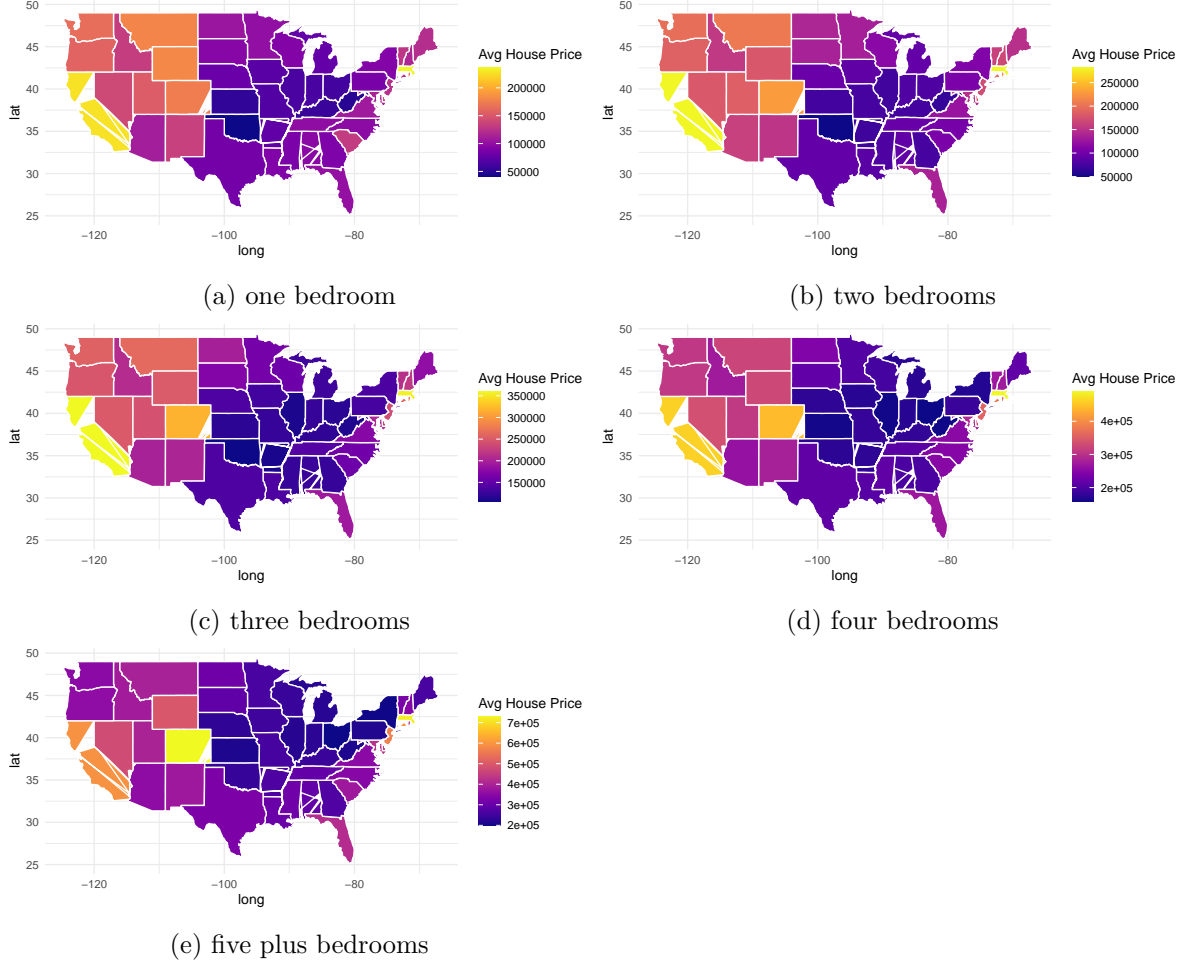 50
45
40
35
30
25
lat
−120
−100
−80
long
Avg House Price
200000
150000
100000
50000
(a) one bedroom
50
45
40
35
30
25
lat
−120
−100
−80
long
Avg House Price
250000
200000
150000
100000
50000
(b) two bedrooms
50
45
40
35
30
25
lat
−120
−100
−80
long
Avg House Price
350000
300000
250000
200000
150000
(c) three bedrooms
50
45
40
35
30
25
lat
−120
−100
−80
long
Avg House Price
4e+05
3e+05
2e+05
(d) four bedrooms
50
45
40
35
30
25
lat
−120
−100
−80
long
Avg House Price
7e+05
6e+05
5e+05
4e+05
3e+05
2e+05
(e) five plus bedrooms